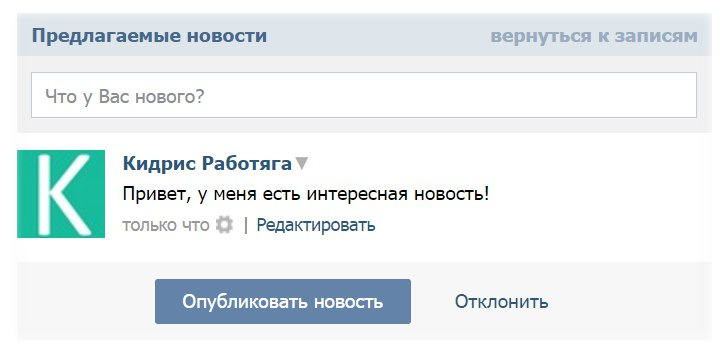 Предлагаемые новости вернуться к записям
Что у Вас нового?
K
Кидрис Работяга
Привет, у меня есть интересная новость!
только что | Редактировать
Опубликовать новость Отклонить